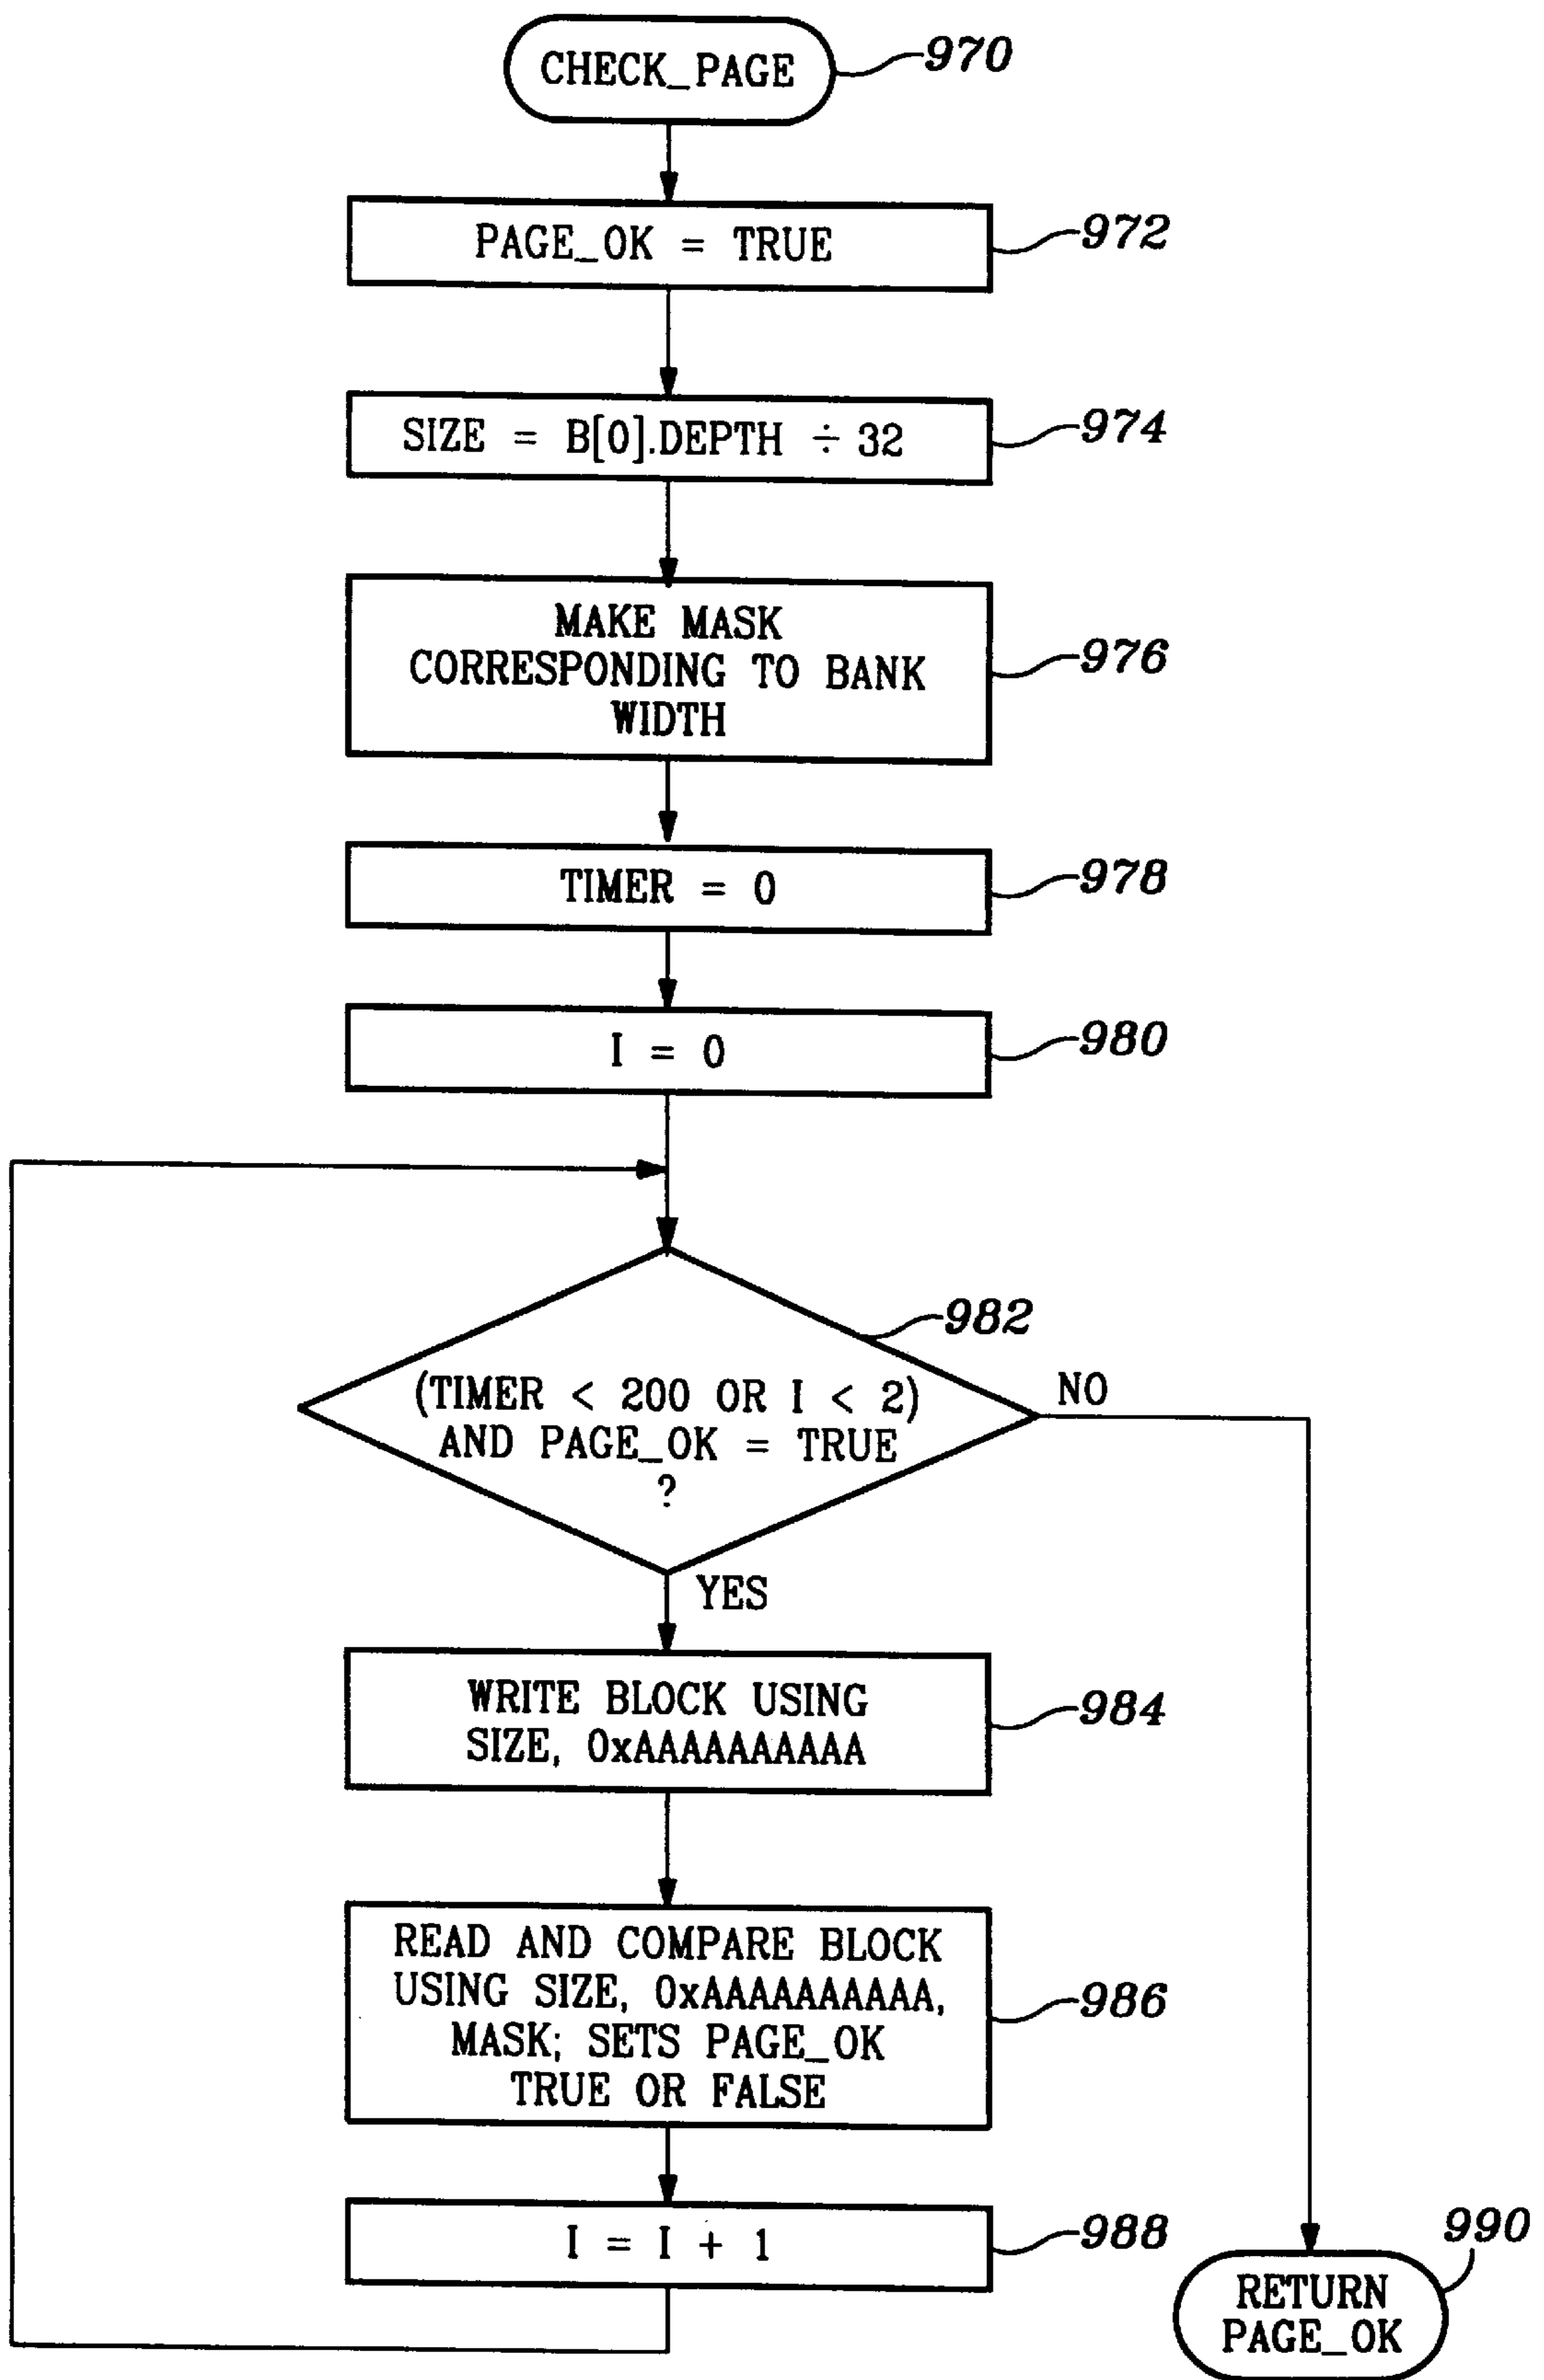 CHECK_PAGE
970
PAGE_OK = TRUE
972
SIZE = B[0].DEPTH ÷ 32
974
MAKE MASK
CORRESPONDING TO BANK
WIDTH
976
TIMER = 0
978
I = 0
980
982
(TIMER < 200 OR I < 2)
AND PAGE_OK = TRUE
?
NO
YES
WRITE BLOCK USING
SIZE, 0xAAAAAAAAAA
984
READ AND COMPARE BLOCK
USING SIZE, 0xAAAAAAAAAA,
MASK; SETS PAGE_OK
TRUE OR FALSE
986
I = I + 1
988
990
RETURN
PAGE_OK